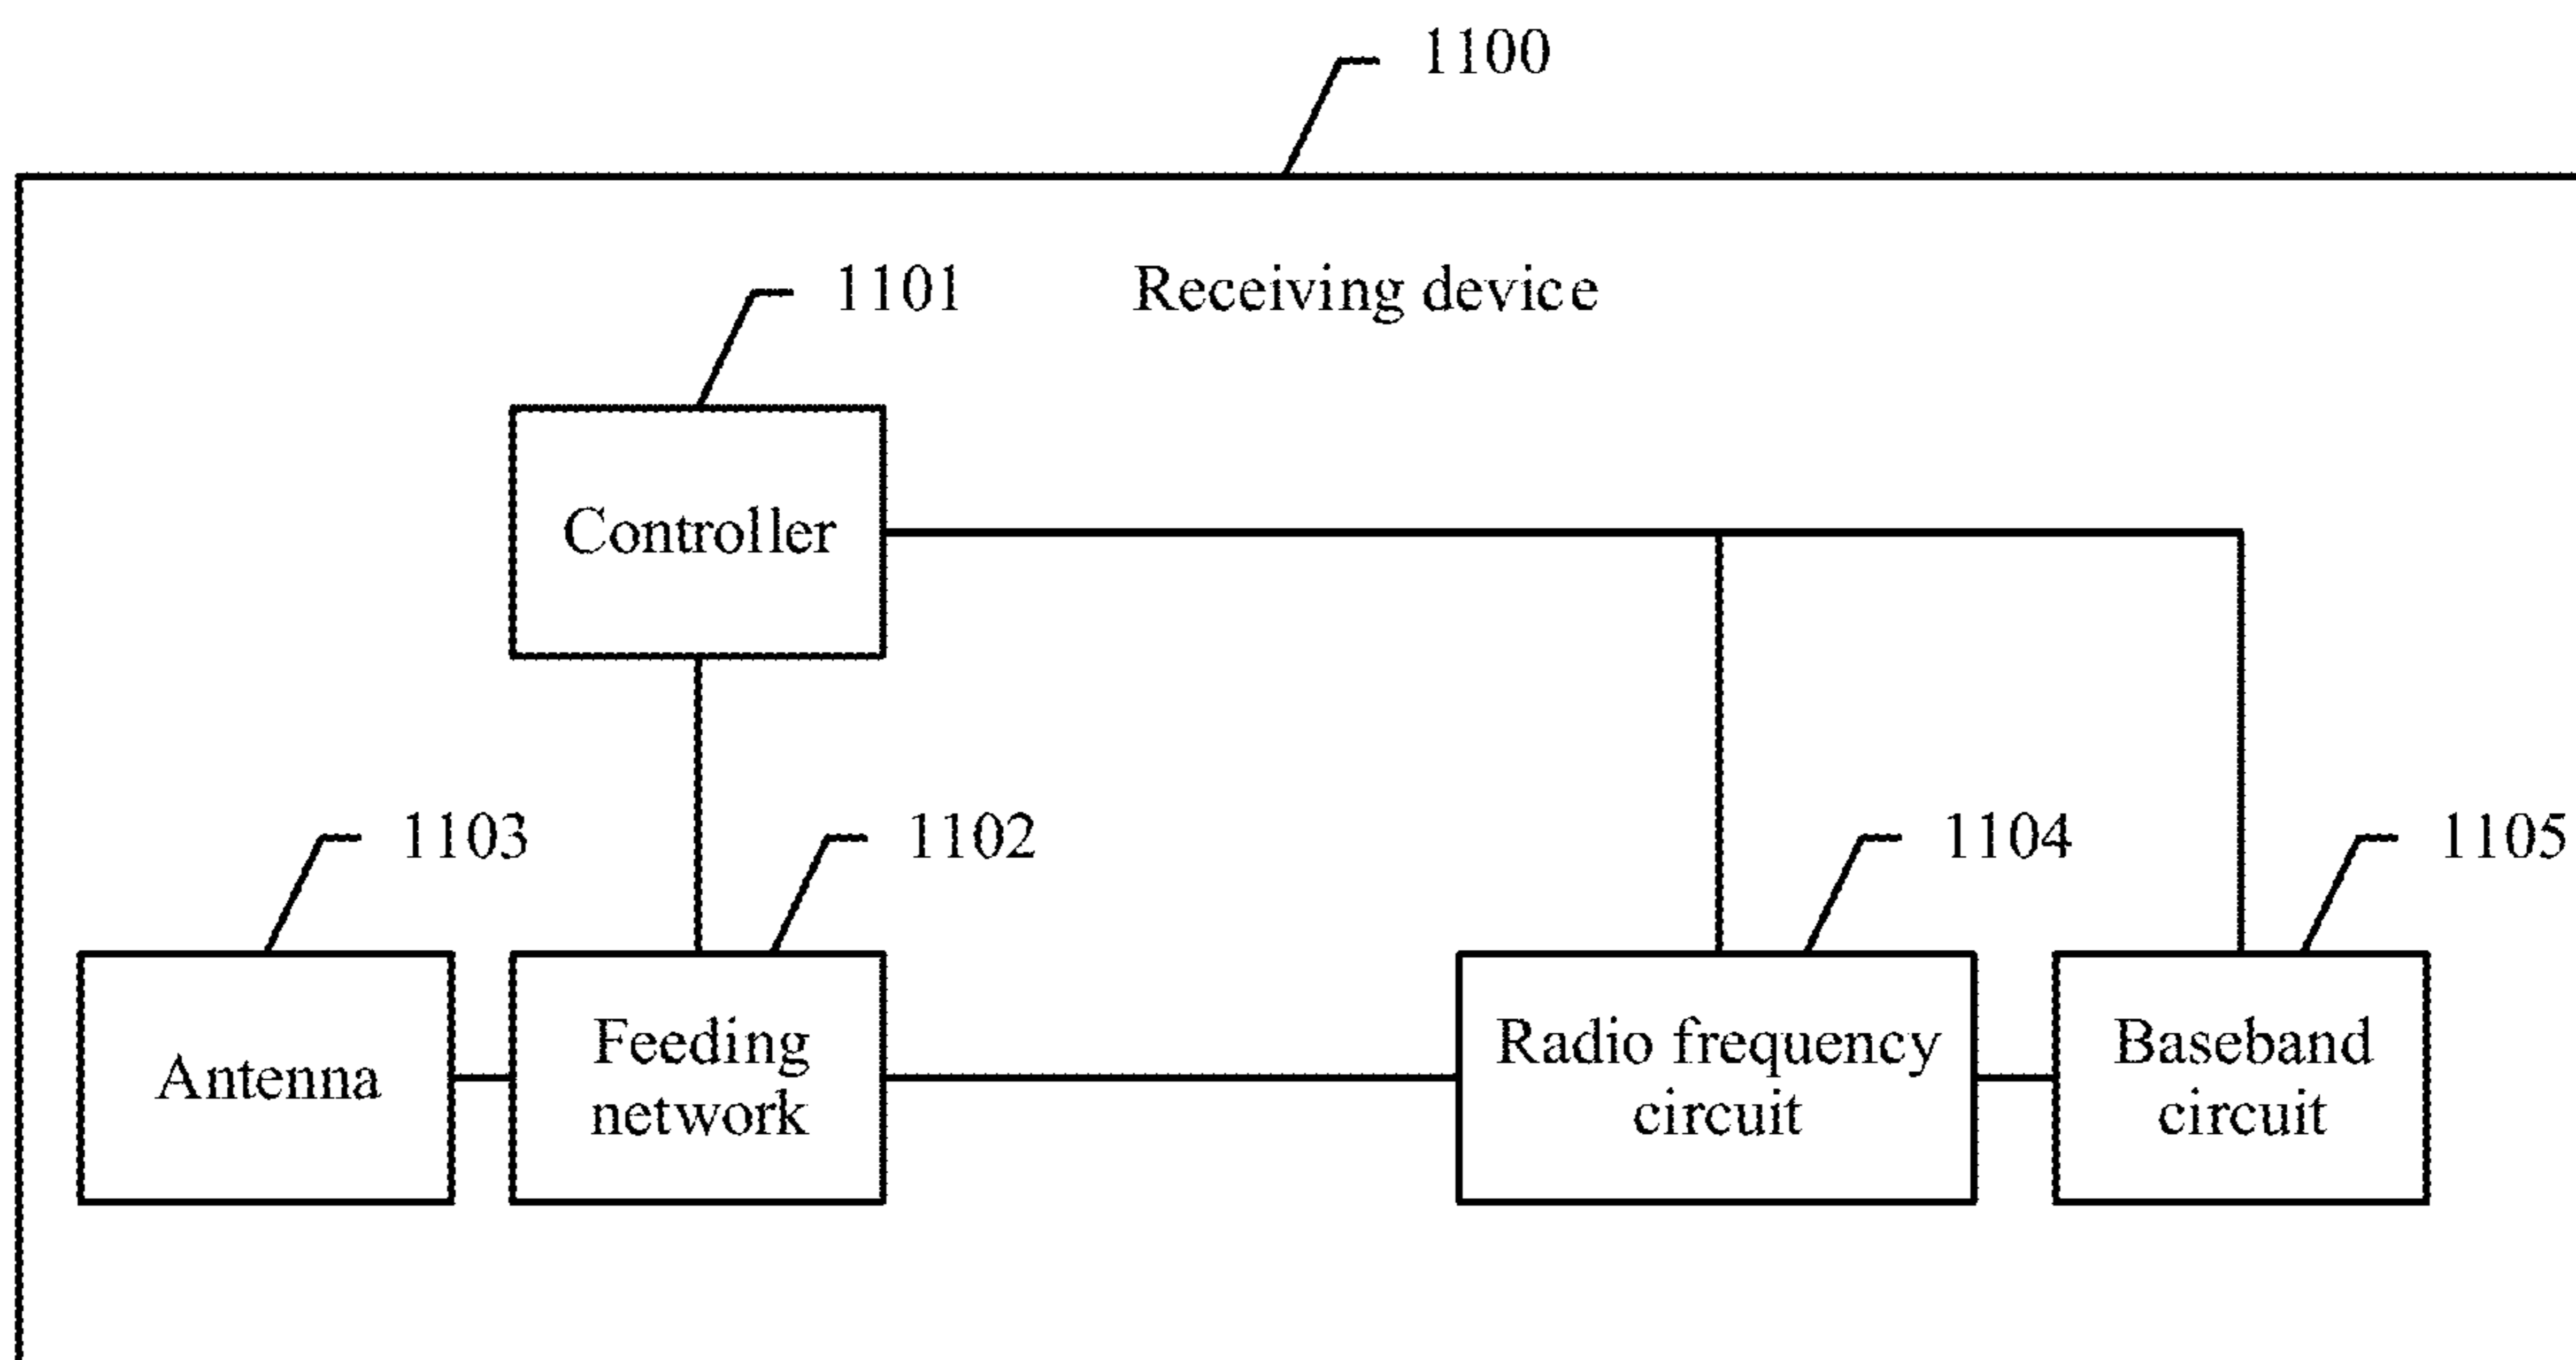 1100
1101
Receiving device
Controller
1103
1102
1104
1105
Antenna
Feeding
network
Radio frequency
circuit
Baseband
circuit